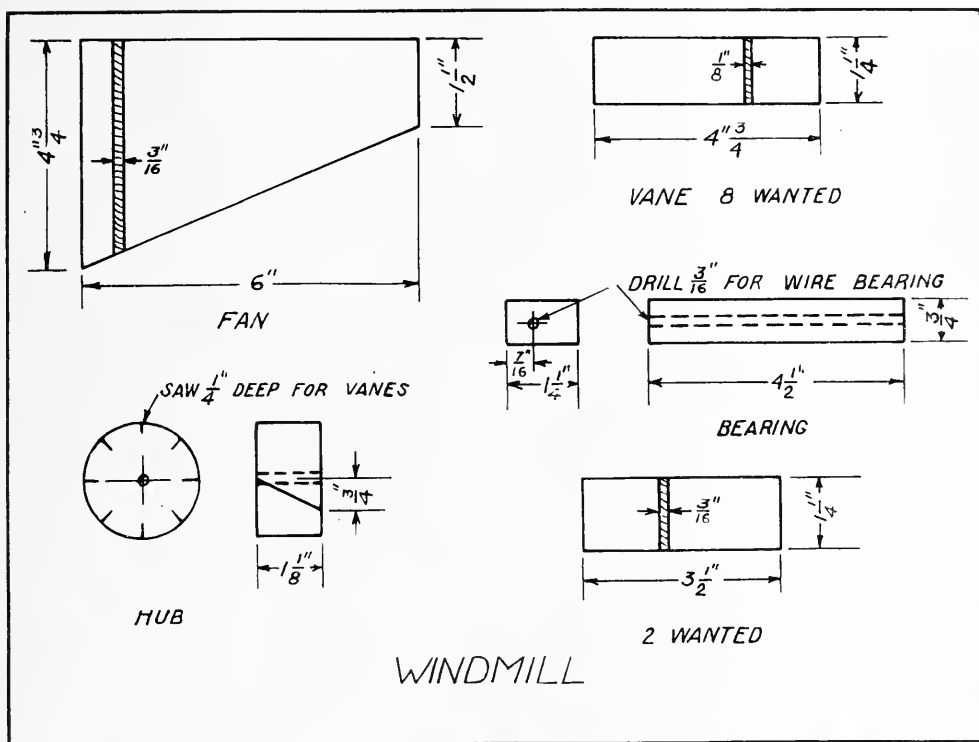 4"3/4
3/16"
1 1/2"
6"
FAN
1/8"
1 1/4"
4"3/4
VANE 8 WANTED
DRILL 3/16" FOR WIRE BEARING
7/16"
1 1/4"
3/4"
4 1/2"
BEARING
SAW 1/4" DEEP FOR VANES
3/4"
1 1/8"
HUB
3/16"
1 1/4"
3 1/2"
2 WANTED
WINDMILL